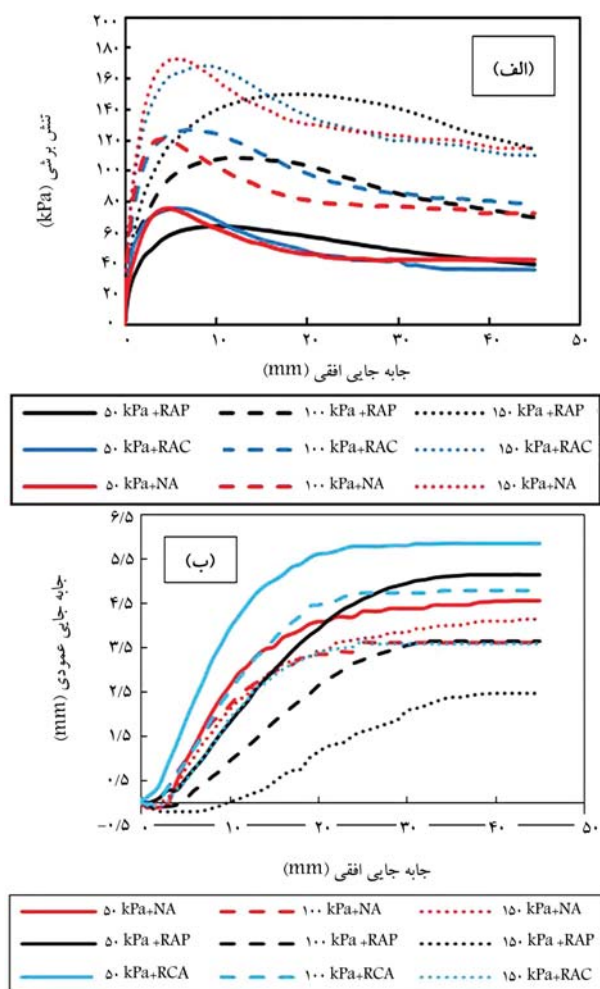 ۲۰۰
۱۸۰
۱۶۰
۱۴۰
۱۲۰
۱۰۰
۸۰
۶۰
۴۰
۲۰
۰
تنش برشی (kPa)
(الف)
۰ ۱۰ ۲۰ ۳۰ ۴۰ ۵۰
جابه جایی افقی (mm)
۵۰ kPa +RAP ۱۰۰ kPa +RAP ۱۵۰ kPa +RAP
۵۰ kPa+RAC ۱۰۰ kPa+RAC ۱۵۰ kPa+RAC
۵۰ kPa+NA ۱۰۰ kPa+NA ۱۵۰ kPa+NA
۶/۵
۵/۵
۴/۵
۳/۵
۲/۵
۱/۵
۰/۵
-۰/۵
جابه جایی عمودی (mm)
(ب)
۰ ۱۰ ۲۰ ۳۰ ۴۰ ۵۰
جابه جایی افقی (mm)
۵۰ kPa+NA ۱۰۰ kPa+NA ۱۵۰ kPa+NA
۵۰ kPa +RAP ۱۰۰ kPa +RAP ۱۵۰ kPa +RAP
۵۰ kPa+RCA ۱۰۰ kPa+RCA ۱۵۰ kPa+RAC